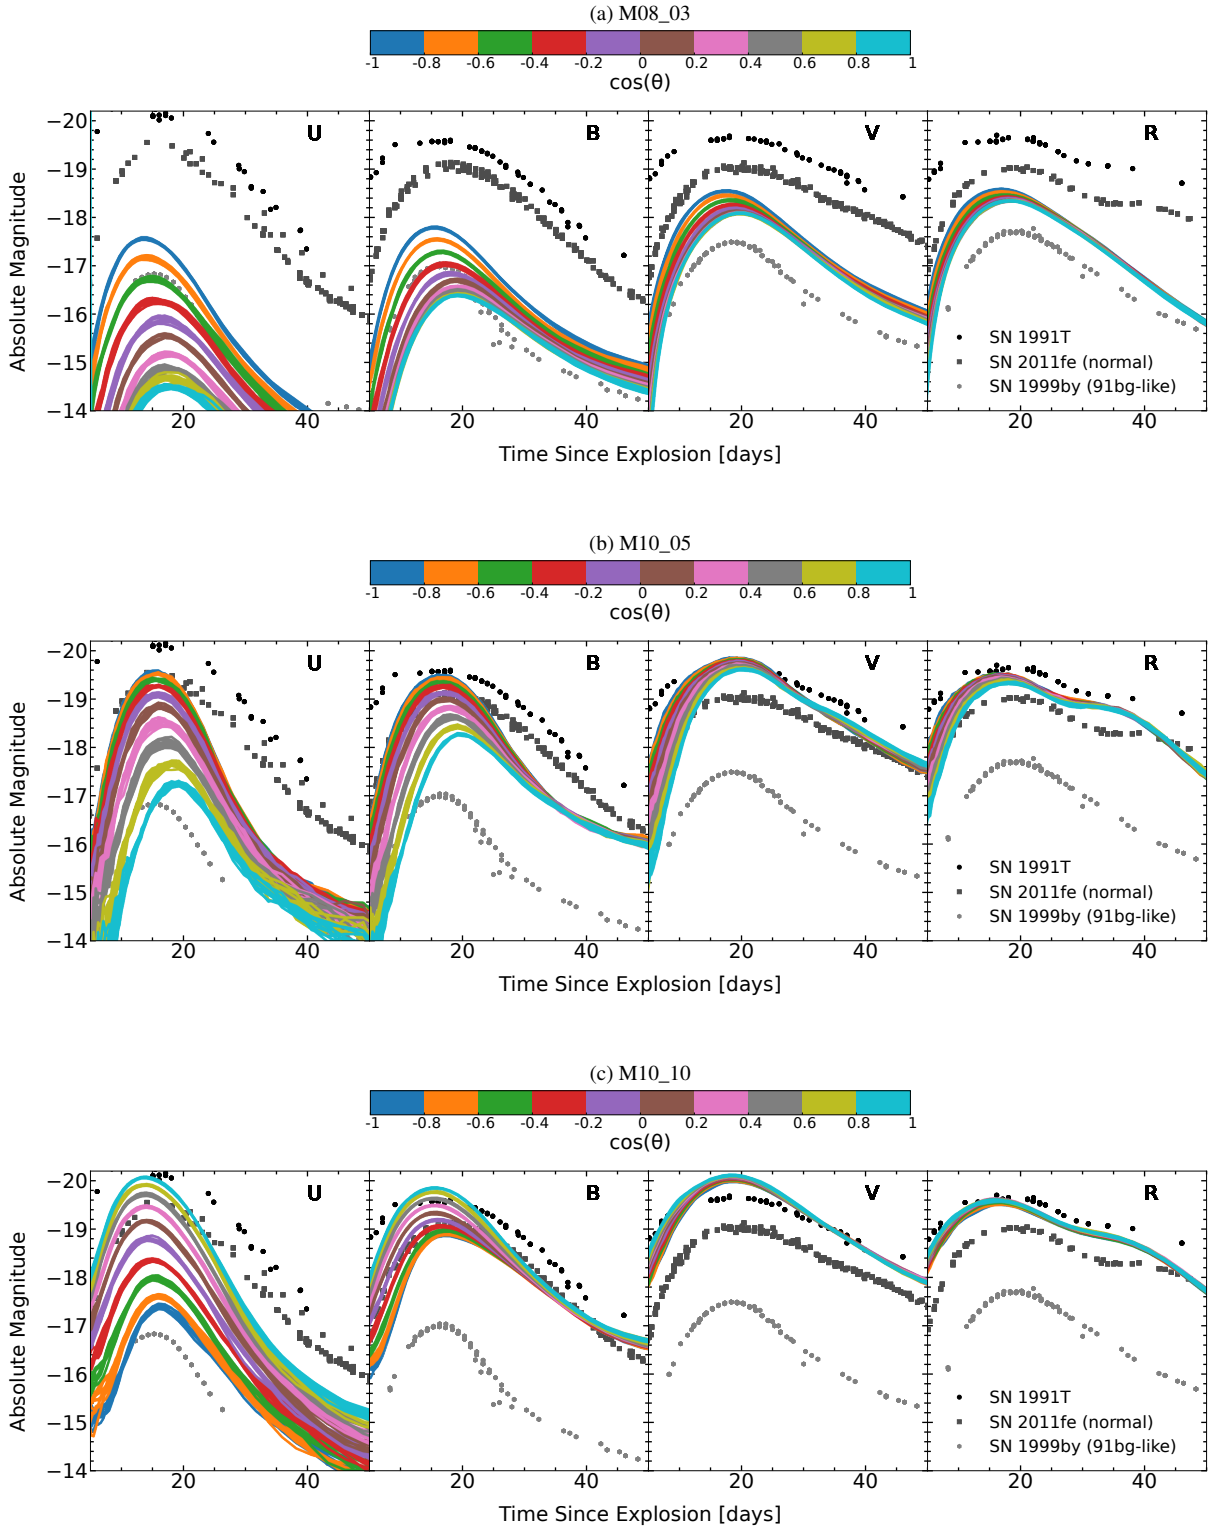 (a) M08_03
-1 -0.8 -0.6 -0.4 -0.2 0 0.2 0.4 0.6 0.8 1
cos(θ)
U B V R
−20
−19
−18
−17
−16
−15
−14
Absolute Magnitude
SN 1991T
SN 2011fe (normal)
SN 1999by (91bg-like)
20 40 20 40 20 40 20 40
Time Since Explosion [days] Time Since Explosion [days]
(b) M10_05
-1 -0.8 -0.6 -0.4 -0.2 0 0.2 0.4 0.6 0.8 1
cos(θ)
U B V R
−20
−19
−18
−17
−16
−15
−14
Absolute Magnitude
SN 1991T
SN 2011fe (normal)
SN 1999by (91bg-like)
20 40 20 40 20 40 20 40
Time Since Explosion [days]
(c) M10_10
-1 -0.8 -0.6 -0.4 -0.2 0 0.2 0.4 0.6 0.8 1
cos(θ)
U B V R
−20
−19
−18
−17
−16
−15
−14
Absolute Magnitude
SN 1991T
SN 2011fe (normal)
SN 1999by (91bg-like)
20 40 20 40 20 40 20 40
Time Since Explosion [days]